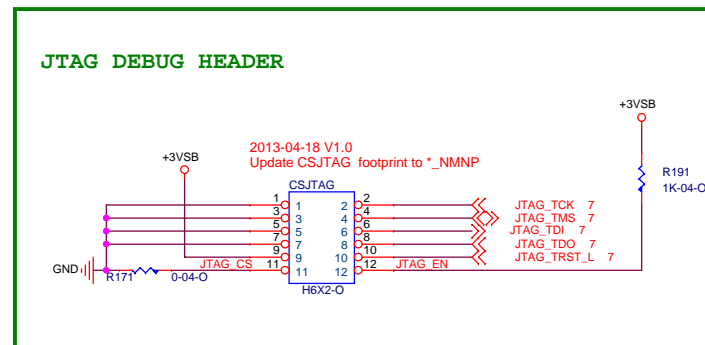 JTAG DEBUG HEADER
+3VSB
2013-04-18 V1.0
+3VSB
Update CSJTAG footprint to *_NMNP
R191
1K-04-O
CSJTAG
1 1 2 2 JTAG_TCK 7
3 3 4 4 JTAG_TMS 7
5 5 6 6 JTAG_TDI 7
7 7 8 8 JTAG_TDO 7
9 9 10 10 JTAG_TRST_L 7
GND JTAG_CS 11 11 12 12 JTAG_EN
R171 0-04-O
H6X2-O